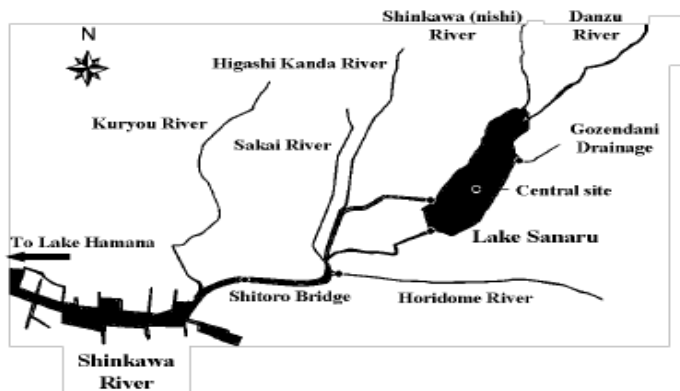 Shinkawa (nishi)
River
Danzu
River
N
Higashi Kanda River
Kuryou River
Sakai River
Gozendani
Drainage
Central site
To Lake Hamana
Lake Sanaru
Shitoro Bridge
Horidome River
Shinkawa
River